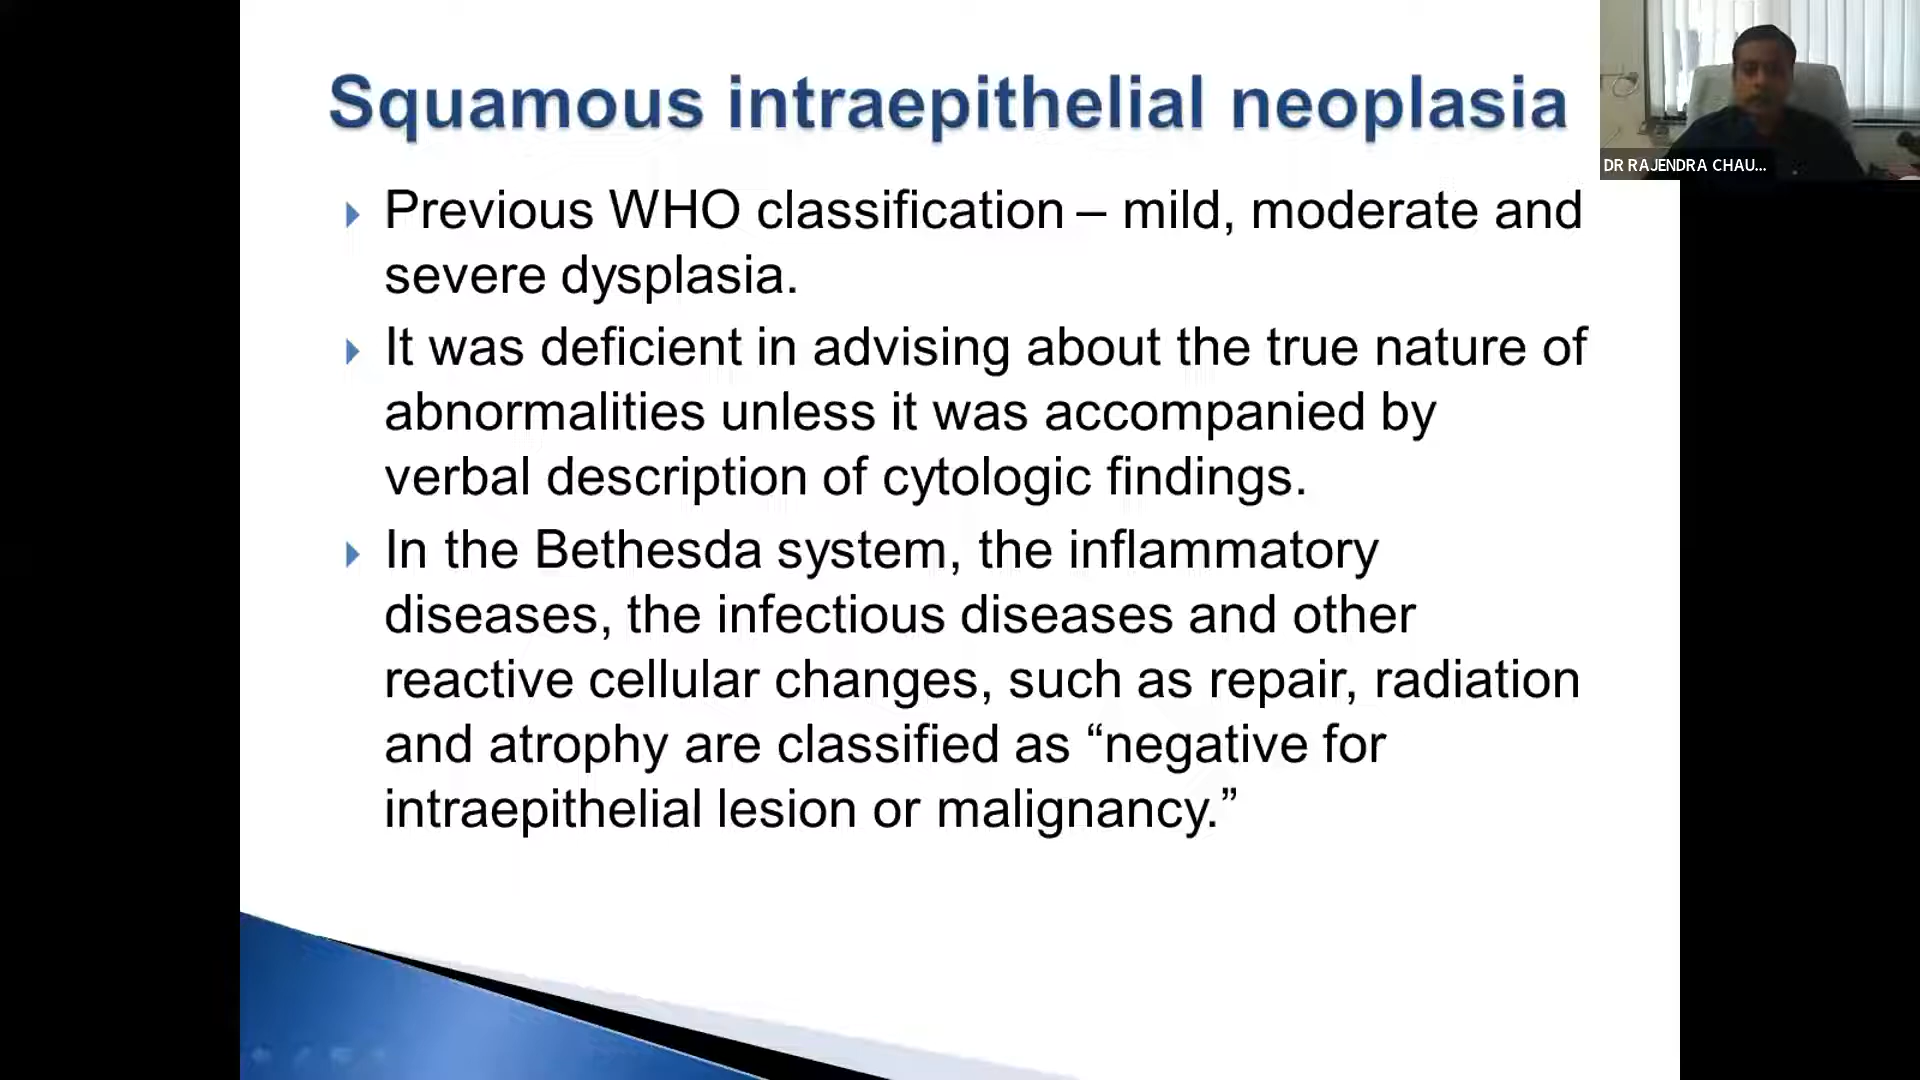 Squamous intraepithelial neoplasia
DR RAJENDRA CHAU...
Previous WHO classification – mild, moderate and
severe dysplasia.
It was deficient in advising about the true nature of
abnormalities unless it was accompanied by
verbal description of cytologic findings.
In the Bethesda system, the inflammatory
diseases, the infectious diseases and other
reactive cellular changes, such as repair, radiation
and atrophy are classified as “negative for
intraepithelial lesion or malignancy.”